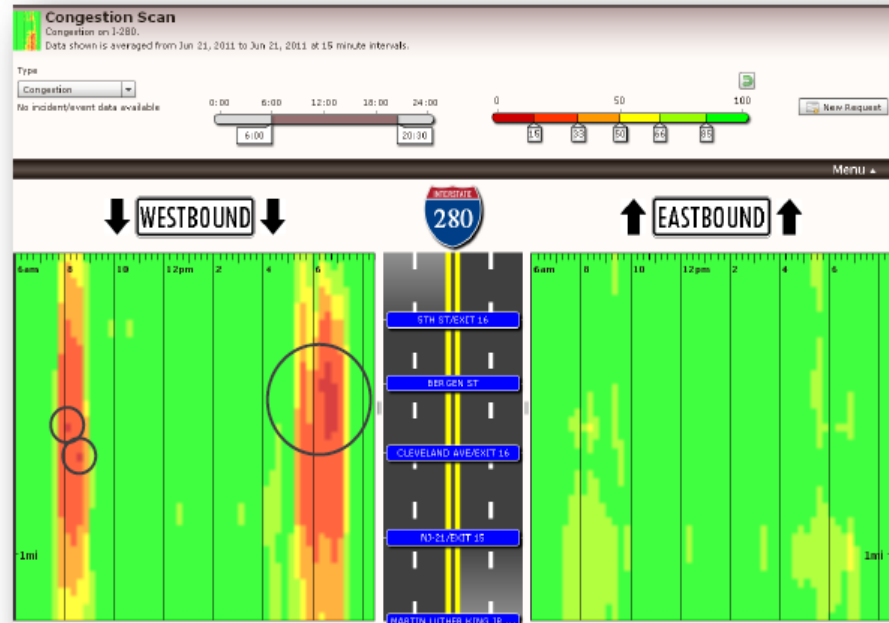 Congestion Scan
Congestion on I-280.
Data shown is averaged from Jun 21, 2011 to Jun 21, 2011 at 15 minute intervals.
Type
Congestion
No incident/event data available
0:00 6:00 12:00 18:00 24:00
6:00 20:30
0 50 100
15 33 50 66 85
New Request
Menu
WESTBOUND
INTERSTATE
280
EASTBOUND
6am 8 10 12pm 2 4 6
6am 8 10 12pm 2 4 6
5TH ST/EXIT 16
BERGEN ST
CLEVELAND AVE/EXIT 16
NJ-21/EXIT 15
1mi
1mi
MARTIN LUTHER KING JR